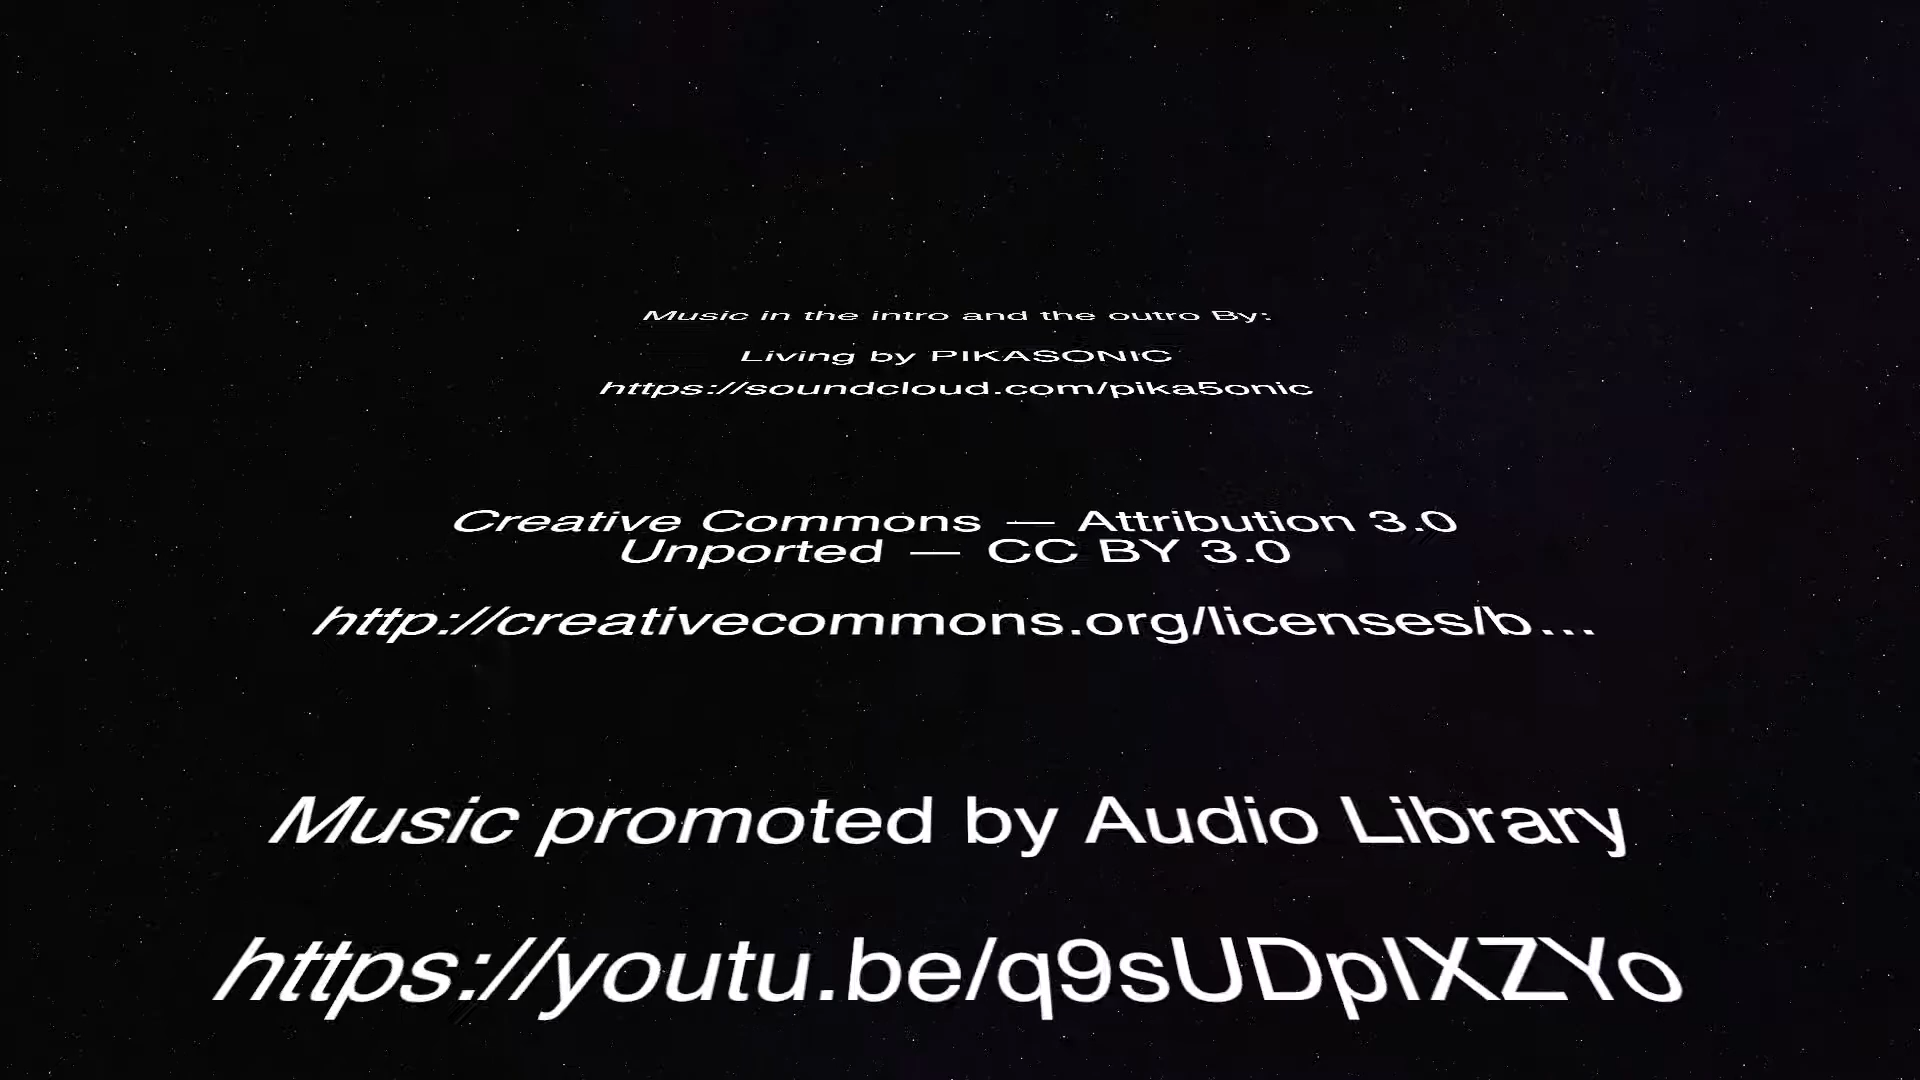 Music in the intro and the outro By:
Living by PIKASONIC
https://soundcloud.com/pika5onic
Creative Commons — Attribution 3.0
Unported — CC BY 3.0
http://creativecommons.org/licenses/b...
Music promoted by Audio Library
https://youtu.be/q9sUDpIXZYo